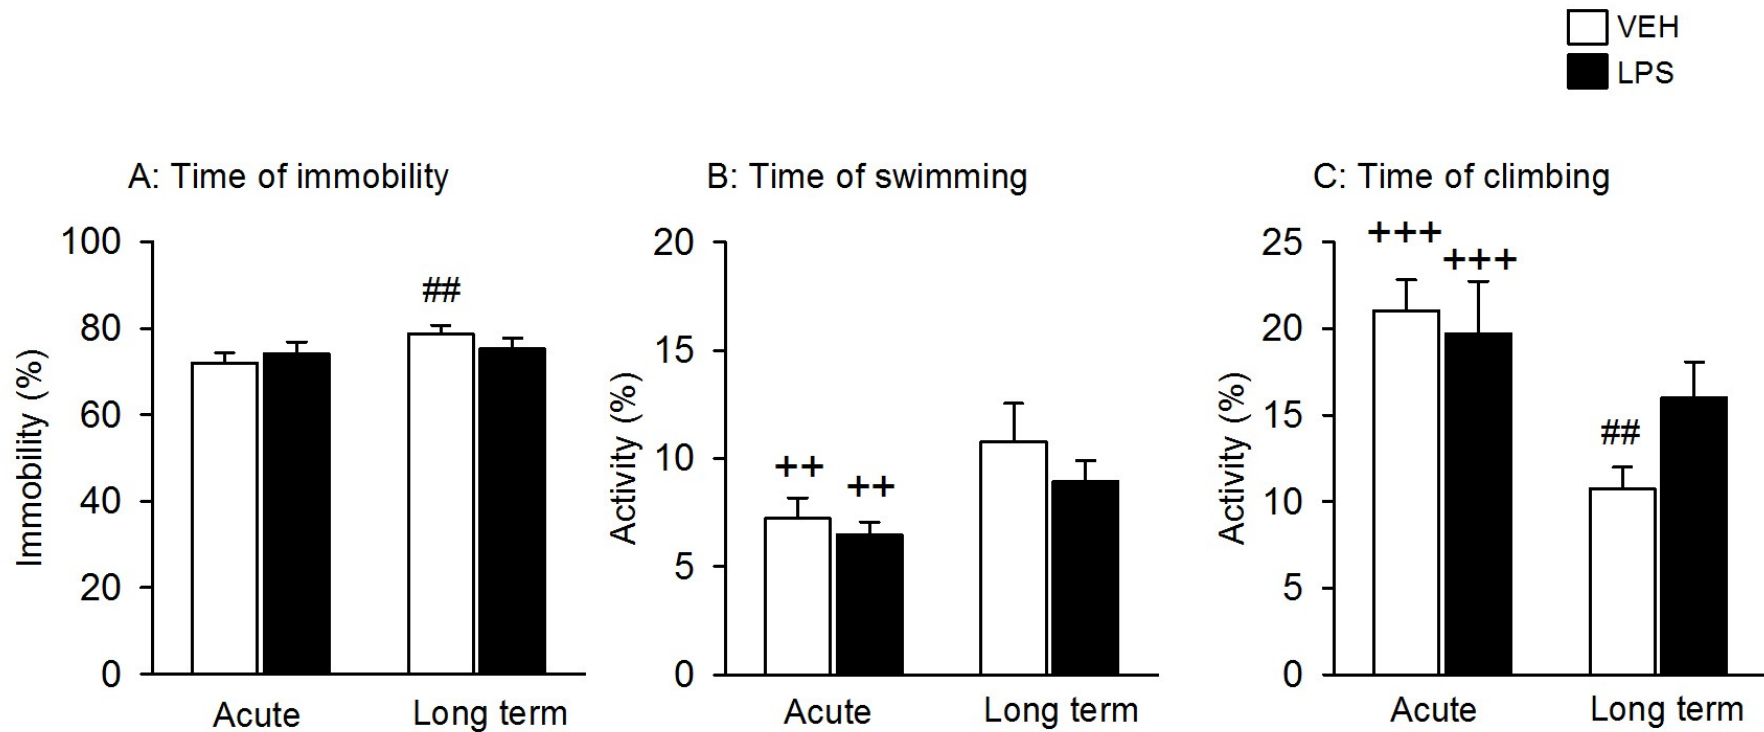 VEH
LPS
A: Time of immobility
B: Time of swimming
C: Time of climbing
Immobility (%)
100
80
60
40
20
0
##
Acute
Long term
Activity (%)
20
15
10
5
0
++
++
Acute
Long term
Activity (%)
25
20
15
10
5
0
+++
+++
##
Acute
Long term